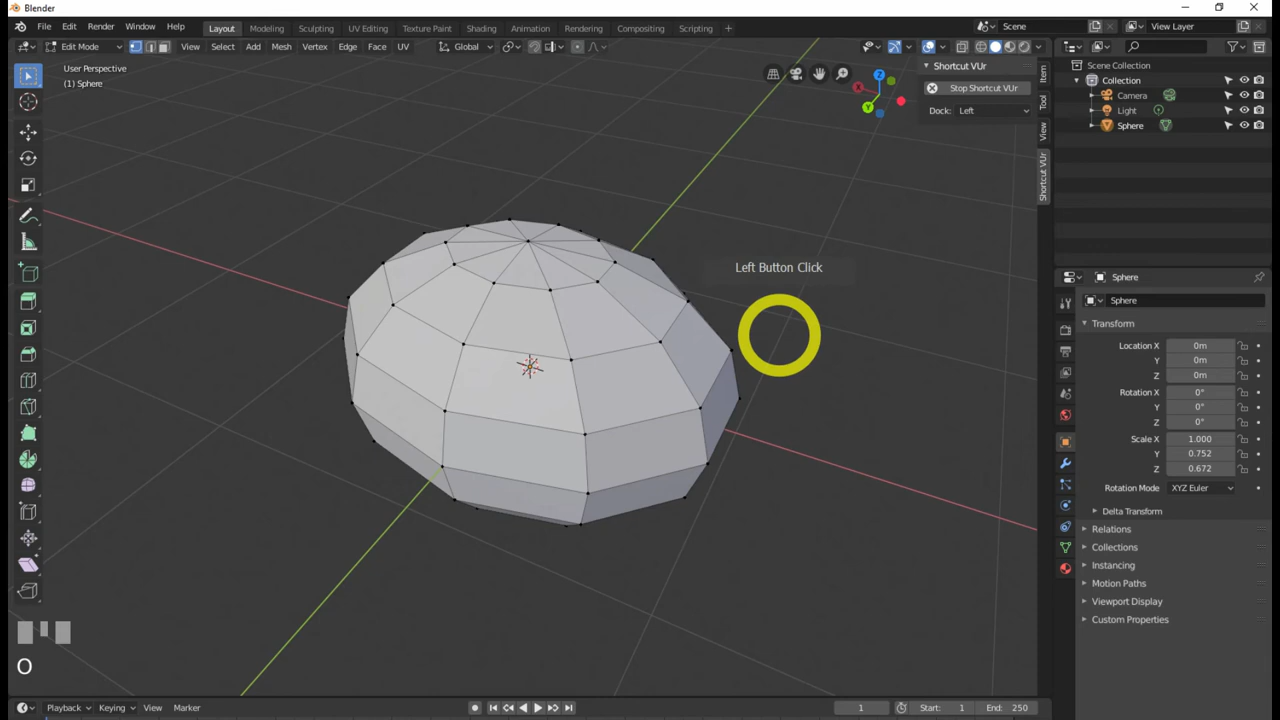 Blender
File Edit Render Window Help Layout Modeling Sculpting UV Editing Texture Paint Shading Animation Rendering Compositing Scripting + Scene View Layer
Edit Mode View Select Add Mesh Vertex Edge Face UV Global
User Perspective
(1) Sphere
Shortcut VUr
Stop Shortcut VUr
Dock: Left
Item
Tool
View
Shortcut VUr
Z
X
Y
Left Button Click
O
Scene Collection
Collection
Camera
Light
Sphere
Sphere
Sphere
Transform
Location X 0m
Y 0m
Z 0m
Rotation X 0°
Y 0°
Z 0°
Scale X 1.000
Y 0.752
Z 0.672
Rotation Mode XYZ Euler
Delta Transform
Relations
Collections
Instancing
Motion Paths
Viewport Display
Custom Properties
Playback Keying View Marker 1 Start: 1 End: 250